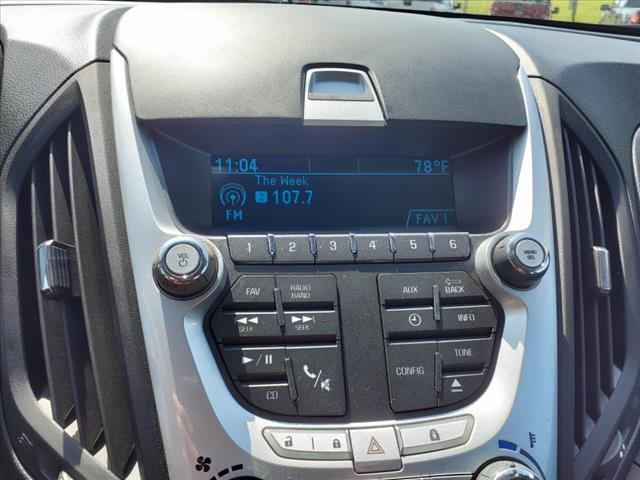 11:04 78°F
The Week
2 107.7
FM
FAV 1
1 2 3 4 5 6
VOL
MENU
SEL
FAV RADIO BAND
AUX BACK
SEEK SEEK
INFO
CONFIG TONE
CD